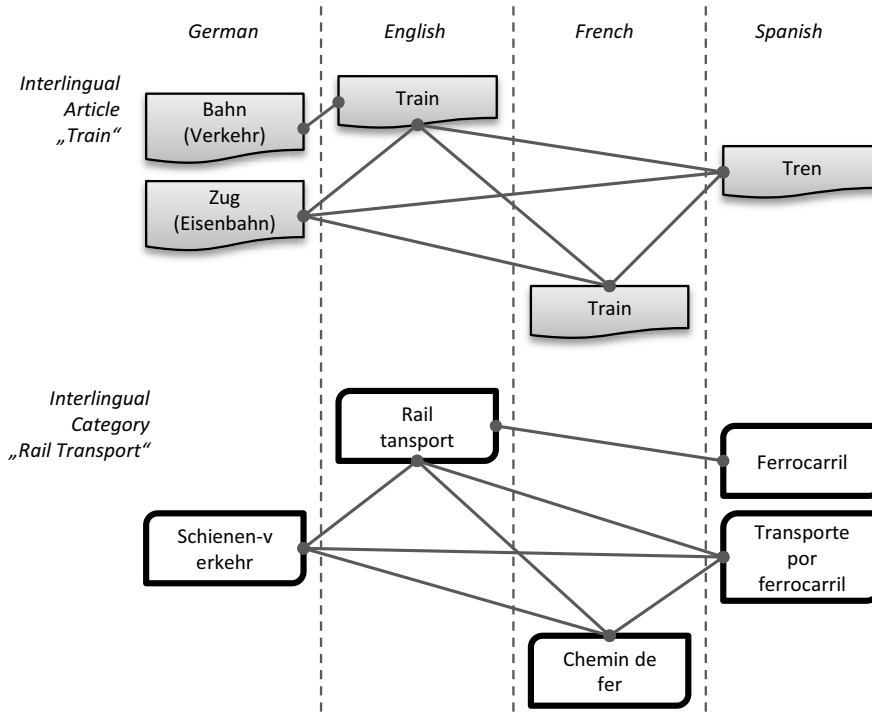 German
English
French
Spanish
Interlingual
Article
„Train“
Bahn
(Verkehr)
Train
Zug
(Eisenbahn)
Tren
Train
Interlingual
Category
„Rail Transport“
Rail
tansport
Ferrocarril
Schienen-v
erkehr
Transporte
por
ferrocarril
Chemin de
fer